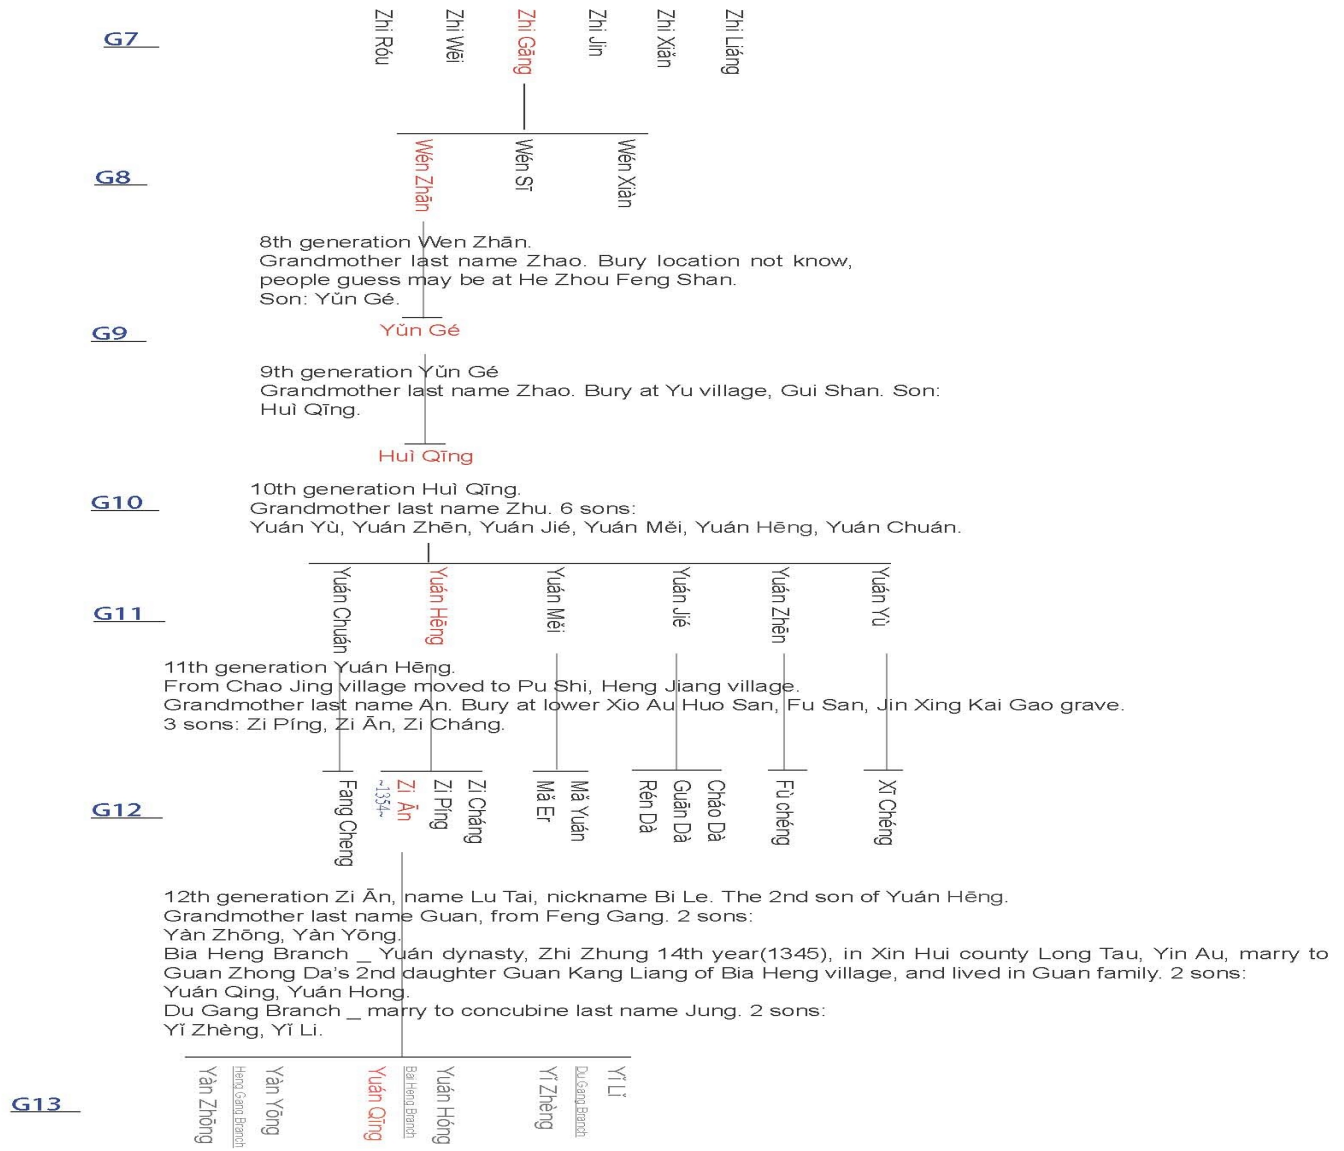 G7
Zhi Róu
Zhi Wēi
Zhi Gāng
Zhi Jin
Zhi Xiǎn
Zhi Liáng
G8
Wén Zhān
Wén Sī
Wén Xiàn
8th generation Wen Zhān.
Grandmother last name Zhao. Bury location not know,
people guess may be at He Zhou Feng Shan.
Son: Yǔn Gé.
G9
Yǔn Gé
9th generation Yǔn Gé
Grandmother last name Zhao. Bury at Yu village, Gui Shan. Son:
Huì Qīng.
Huì Qīng
G10
10th generation Huì Qīng.
Grandmother last name Zhu. 6 sons:
Yuán Yù, Yuán Zhēn, Yuán Jié, Yuán Měi, Yuán Hēng, Yuán Chuán.
G11
Yuán Chuán
Yuán Hēng
Yuán Měi
Yuán Jié
Yuán Zhēn
Yuán Yù
11th generation Yuán Hēng.
From Chao Jing village moved to Pu Shi, Heng Jiang village.
Grandmother last name An. Bury at lower Xio Au Huo San, Fu San, Jin Xing Kai Gao grave.
3 sons: Zi Píng, Zi Ān, Zi Cháng.
G12
Fang Cheng
~1354~
Zi Ān
Zi Píng
Zi Cháng
Mǎ Er
Mǎ Yuán
Rén Dà
Guān Dà
Cháo Dà
Fù chéng
Xī Chéng
12th generation Zi Ān, name Lu Tai, nickname Bi Le. The 2nd son of Yuán Hēng.
Grandmother last name Guan, from Feng Gang. 2 sons:
Yàn Zhōng, Yàn Yōng.
Bia Heng Branch _ Yuán dynasty, Zhi Zhung 14th year(1345), in Xin Hui county Long Tau, Yin Au, marry to
Guan Zhong Da's 2nd daughter Guan Kang Liang of Bia Heng village, and lived in Guan family. 2 sons:
Yuán Qing, Yuán Hong.
Du Gang Branch _ marry to concubine last name Jung. 2 sons:
Yǐ Zhèng, Yǐ Li.
G13
Yàn Zhōng
Heng Gang Branch
Yàn Yōng
Yuán Qīng
Bai Heng Branch
Yuán Hóng
Yǐ Zhèng
Du Gang Branch
Yǐ Lǐ